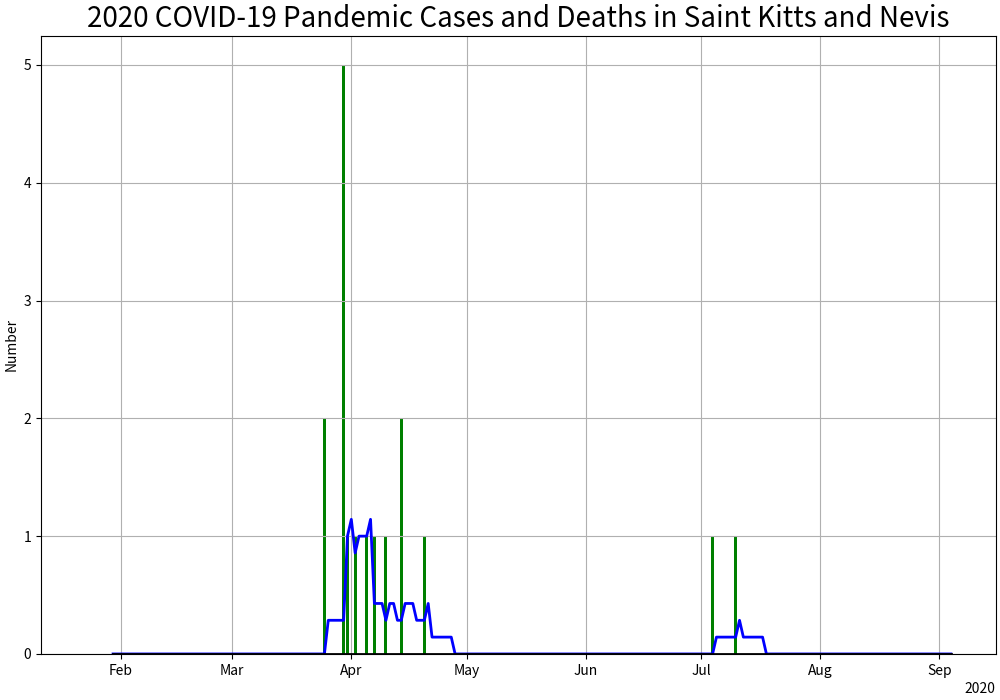 2020 COVID-19 Pandemic Cases and Deaths in Saint Kitts and Nevis
Number
5
4
3
2
1
0
Feb Mar Apr May Jun Jul Aug Sep
2020